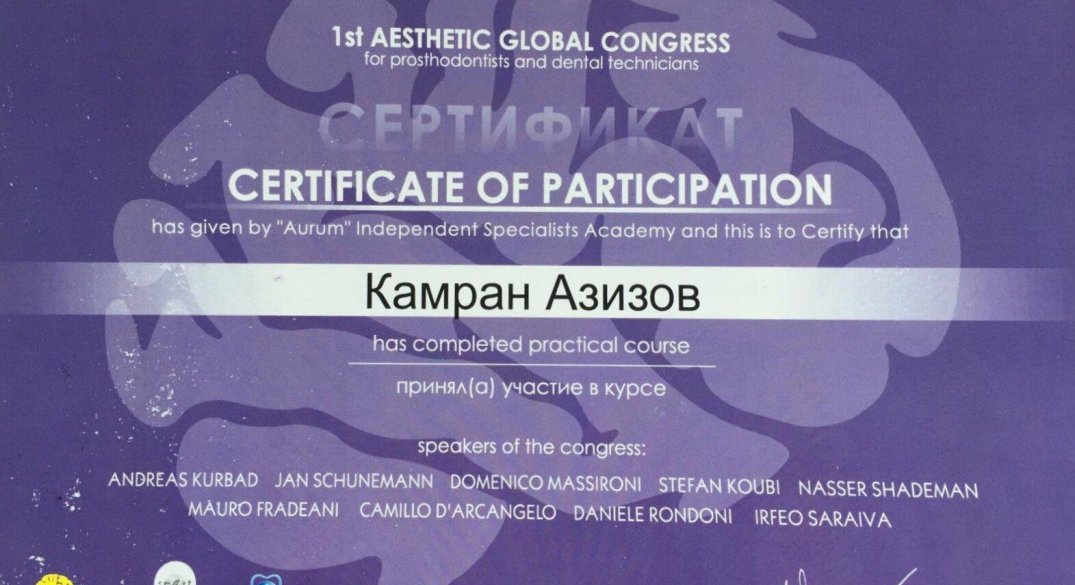 1st AESTHETIC GLOBAL CONGRESS
for prosthodontists and dental technicians
СЕРТИФИКАТ
CERTIFICATE OF PARTICIPATION
has given by "Aurum" Independent Specialists Academy and this is to Certify that
Камран Азизов
has completed practical course
принял(а) участие в курсе
speakers of the congress:
ANDREAS KURBAD JAN SCHUNEMANN DOMENICO MASSIRONI STEFAN KOUBI NASSER SHADEMAN
MAURO FRADEANI CAMILLO D'ARCANGELO DANIELE RONDONI IRFEO SARAIVA